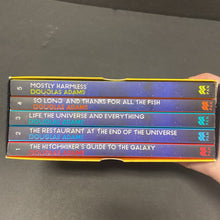 5 MOSTLY HARMLESS
DOUGLAS ADAMS
4 SO LONG, AND THANKS FOR ALL THE FISH
DOUGLAS ADAMS
3 LIFE, THE UNIVERSE AND EVERYTHING
DOUGLAS ADAMS
2 THE RESTAURANT AT THE END OF THE UNIVERSE
DOUGLAS ADAMS
1 THE HITCHHIKER'S GUIDE TO THE GALAXY
DOUGLAS ADAMS